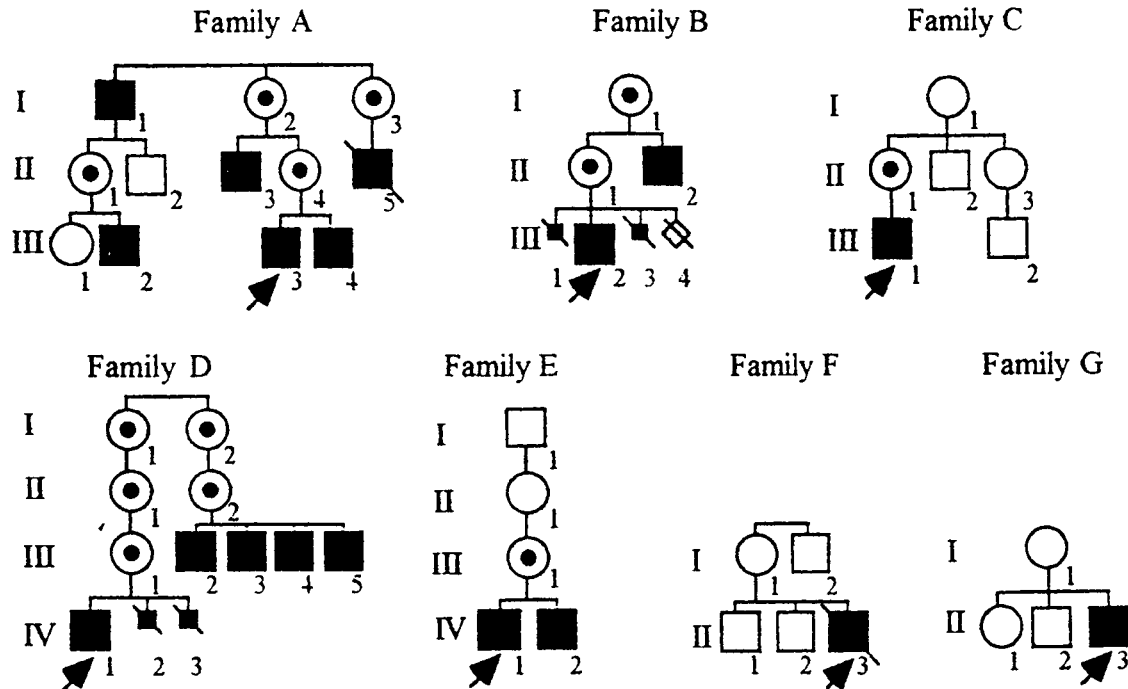 Family A Family B Family C
I 1 2 3 I 1 I 1
II 1 2 3 4 5 II 1 2 II 1 2 3
III 1 2 3 4 III 1 2 3 4 III 1 2
Family D Family E Family F Family G
I 1 2 I 1
II 1 2 II 1
III 1 2 3 4 5 III 1 I 1 2 I 1
IV 1 2 3 IV 1 2 II 1 2 3 II 1 2 3